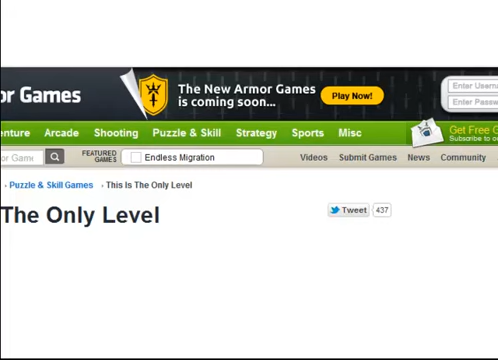 or Games
The New Armor Games
is coming soon...
Play Now!
Enter
Enter
enture Arcade Shooting Puzzle & Skill Strategy Sports Misc
Get Free G
Subscribe to o
or Game
FEATURED
GAMES
Endless Migration
Videos Submit Games News Community
› Puzzle & Skill Games › This Is The Only Level
The Only Level
Tweet 437